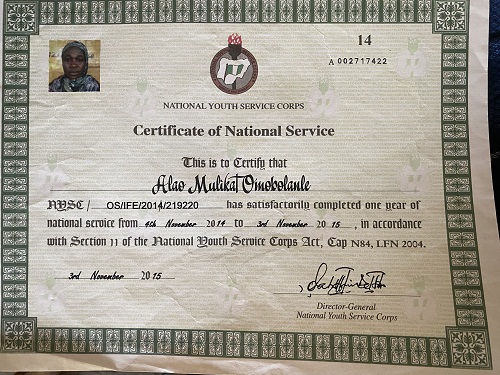 14
A 002717422
NATIONAL YOUTH SERVICE CORPS
Certificate of National Service
This is to Certify that
Alao Mulikat Omobolanle
NYSC/ OS/IFE/2014/219220 has satisfactorily completed one year of
national service from 4th November 2014 to 3rd November 2015 , in accordance
with Section 11 of the National Youth Service Corps Act, Cap N84, LFN 2004.
3rd November 2015
Director-General
National Youth Service Corps